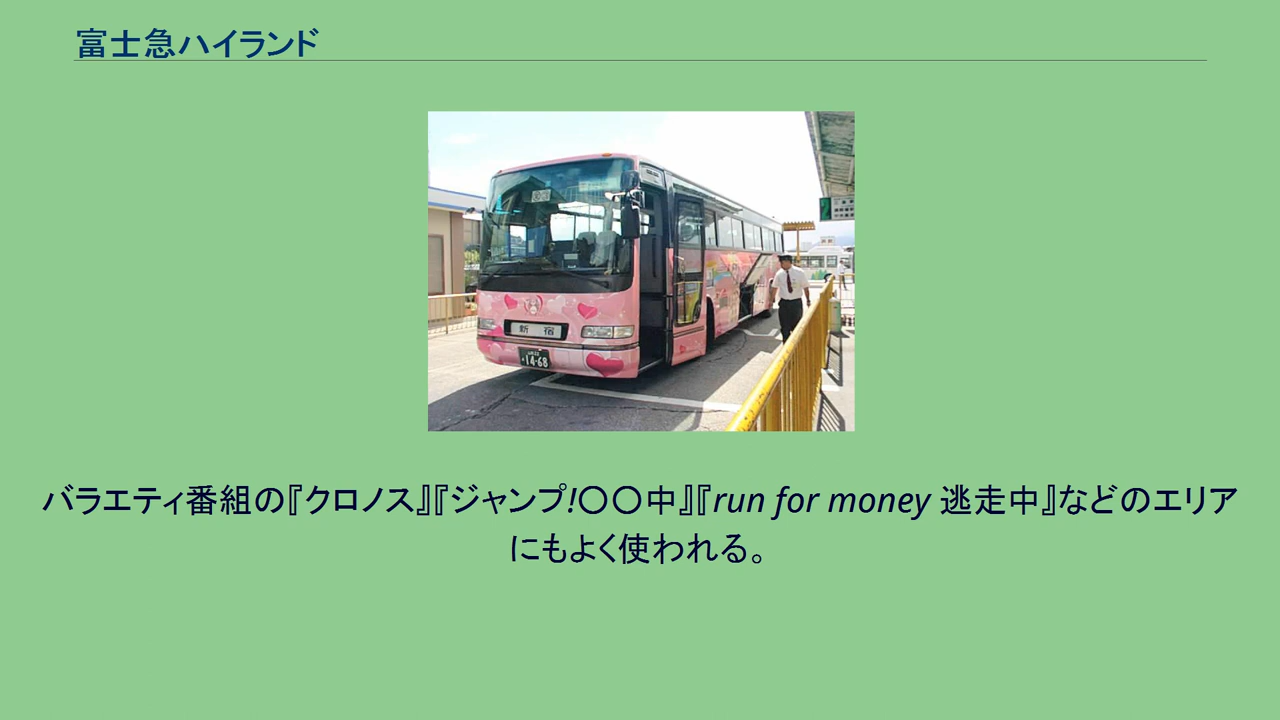 富士急ハイランド
新宿
14-68
バラエティ番組の『クロノス』『ジャンプ!〇〇中』『run for money 逃走中』などのエリア
にもよく使われる。